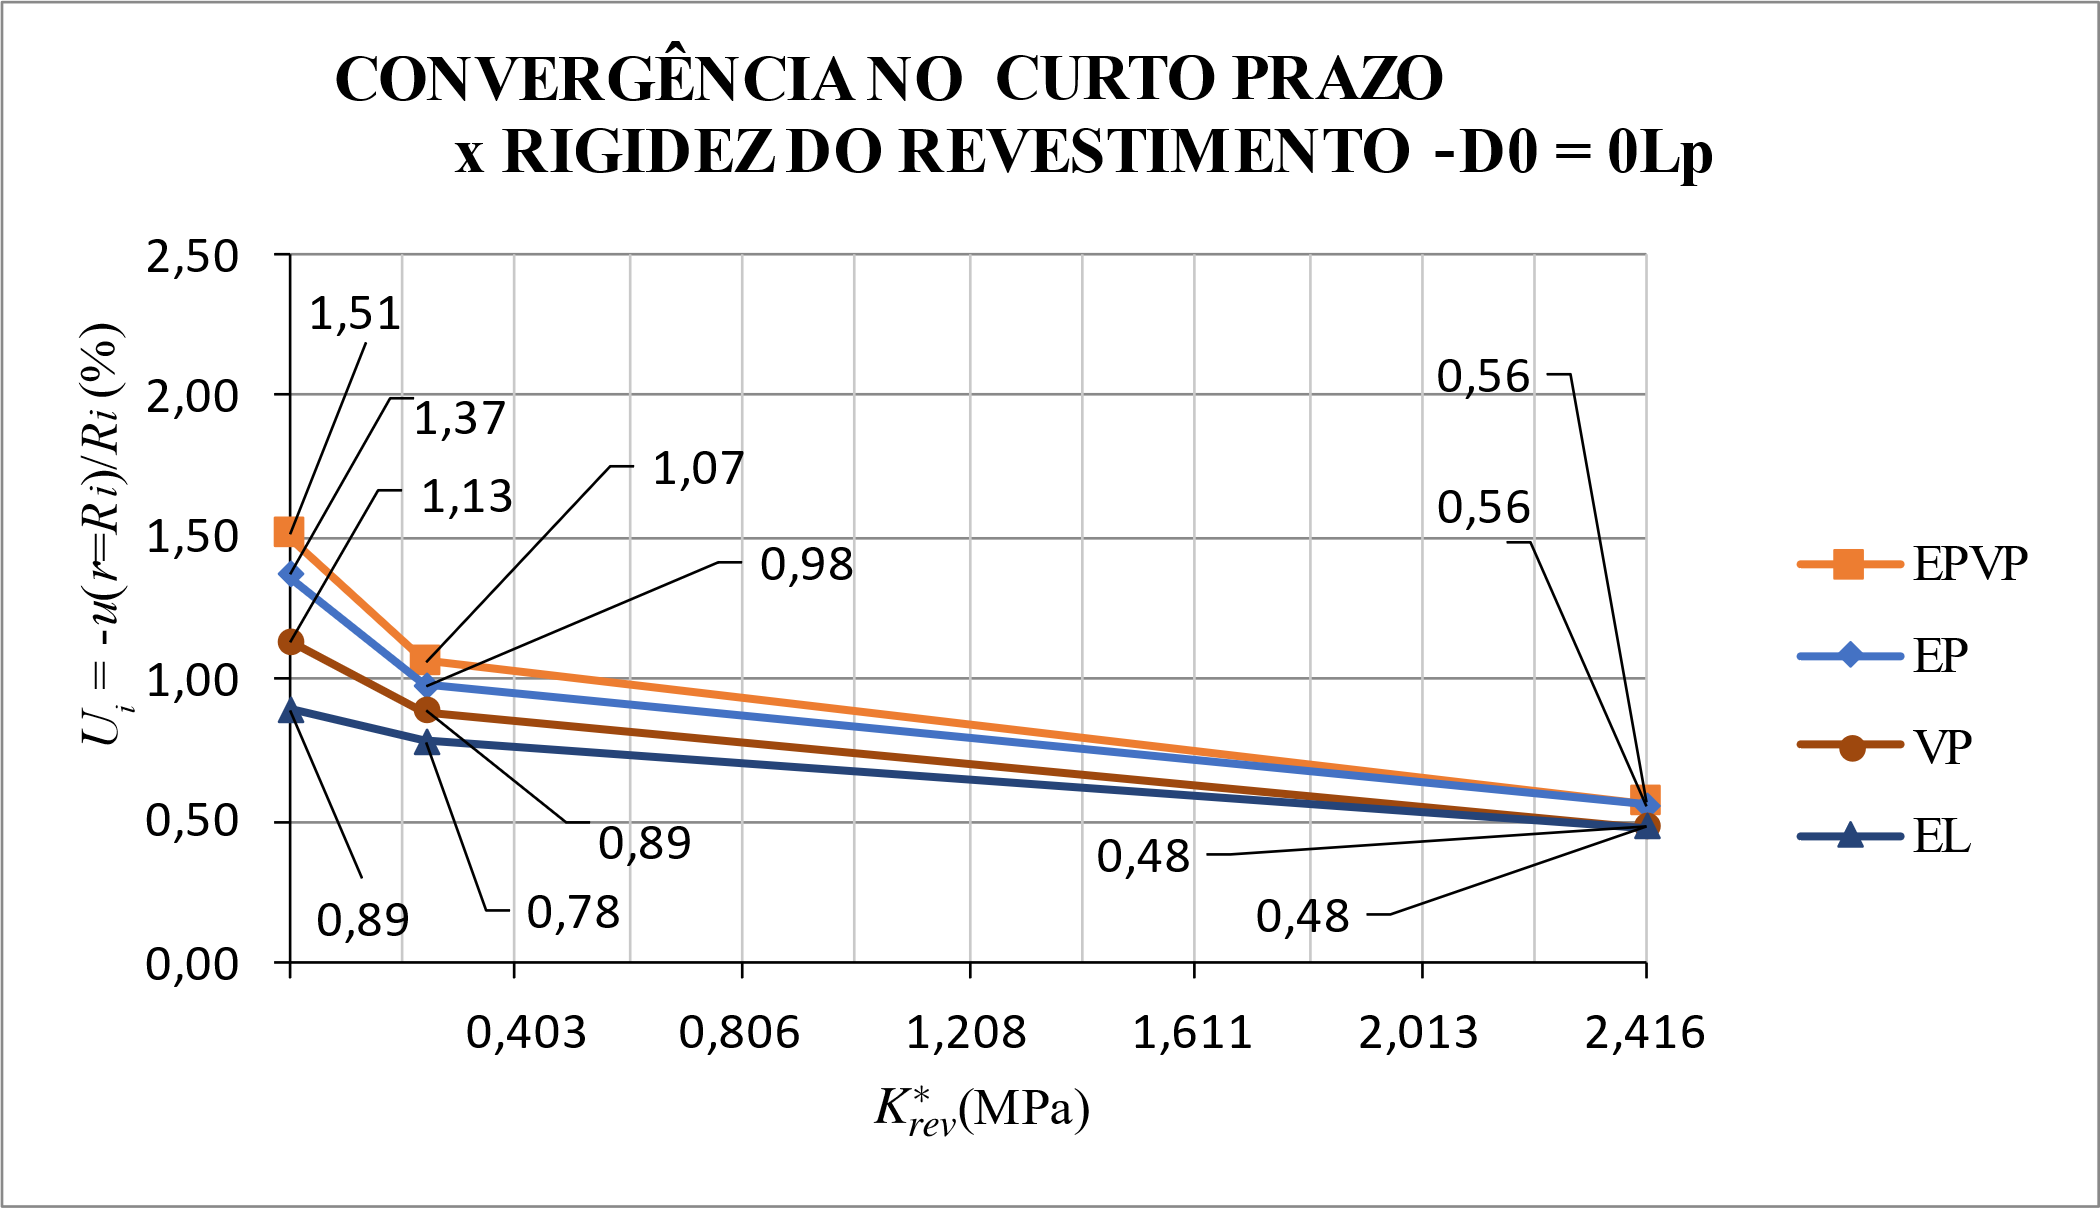 CONVERGÊNCIA NO CURTO PRAZO
x RIGIDEZ DO REVESTIMENTO -D0 = 0Lp
U_i = -u(r=Ri)/Ri (%)
2,50
2,00
1,50
1,00
0,50
0,00
1,51
1,37
1,13
1,07
0,98
0,89
0,78
0,89
0,56
0,56
0,48
0,48
0,403 0,806 1,208 1,611 2,013 2,416
K*rev(MPa)
EPVP
EP
VP
EL